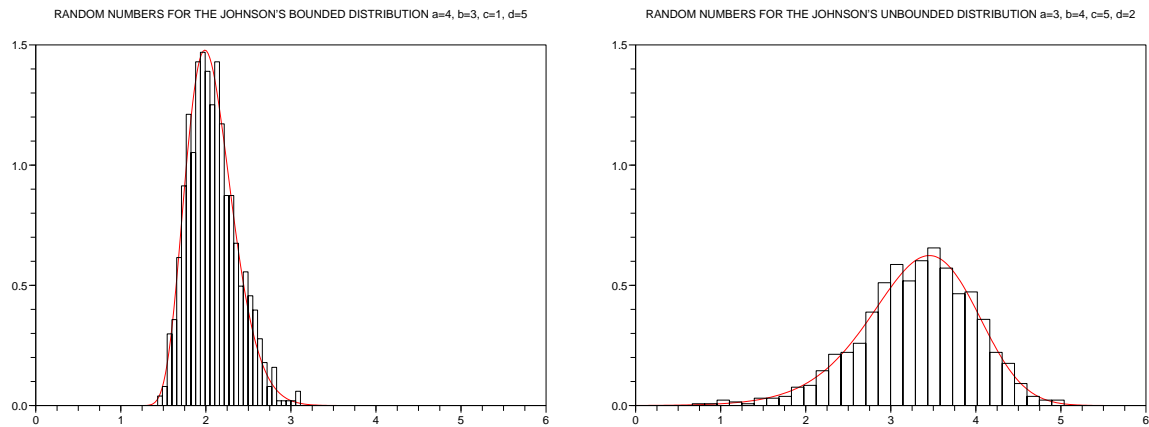 RANDOM NUMBERS FOR THE JOHNSON'S BOUNDED DISTRIBUTION a=4, b=3, c=1, d=5
1.5
1.0
0.5
0.0
0 1 2 3 4 5 6
RANDOM NUMBERS FOR THE JOHNSON'S UNBOUNDED DISTRIBUTION a=3, b=4, c=5, d=2
1.5
1.0
0.5
0.0
0 1 2 3 4 5 6